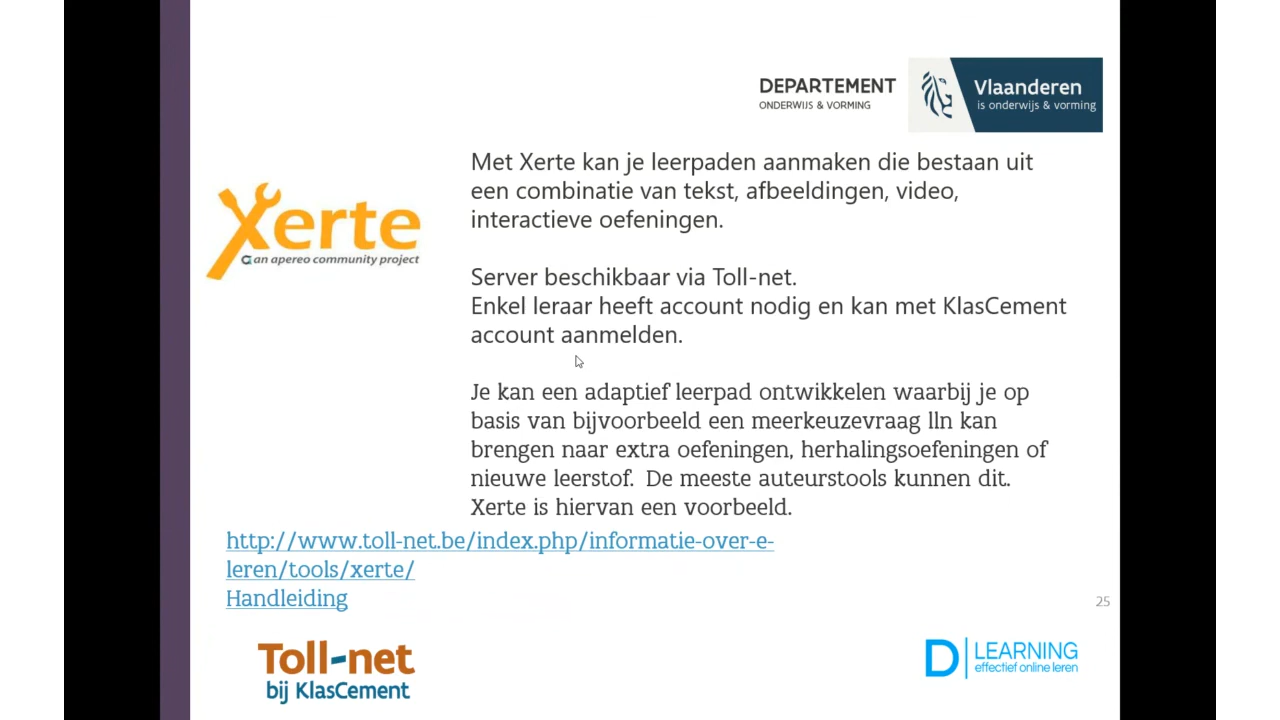 DEPARTEMENT
ONDERWIJS & VORMING
Vlaanderen
is onderwijs & vorming
Xerte
an apereo community project
Met Xerte kan je leerpaden aanmaken die bestaan uit
een combinatie van tekst, afbeeldingen, video,
interactieve oefeningen.
Server beschikbaar via Toll-net.
Enkel leraar heeft account nodig en kan met KlasCement
account aanmelden.
Je kan een adaptief leerpad ontwikkelen waarbij je op
basis van bijvoorbeeld een meerkeuzevraag lln kan
brengen naar extra oefeningen, herhalingsoefeningen of
nieuwe leerstof. De meeste auteurstools kunnen dit.
Xerte is hiervan een voorbeeld.
http://www.toll-net.be/index.php/informatie-over-e-
leren/tools/xerte/
Handleiding
25
Toll-net
bij KlasCement
D LEARNING
effectief online leren